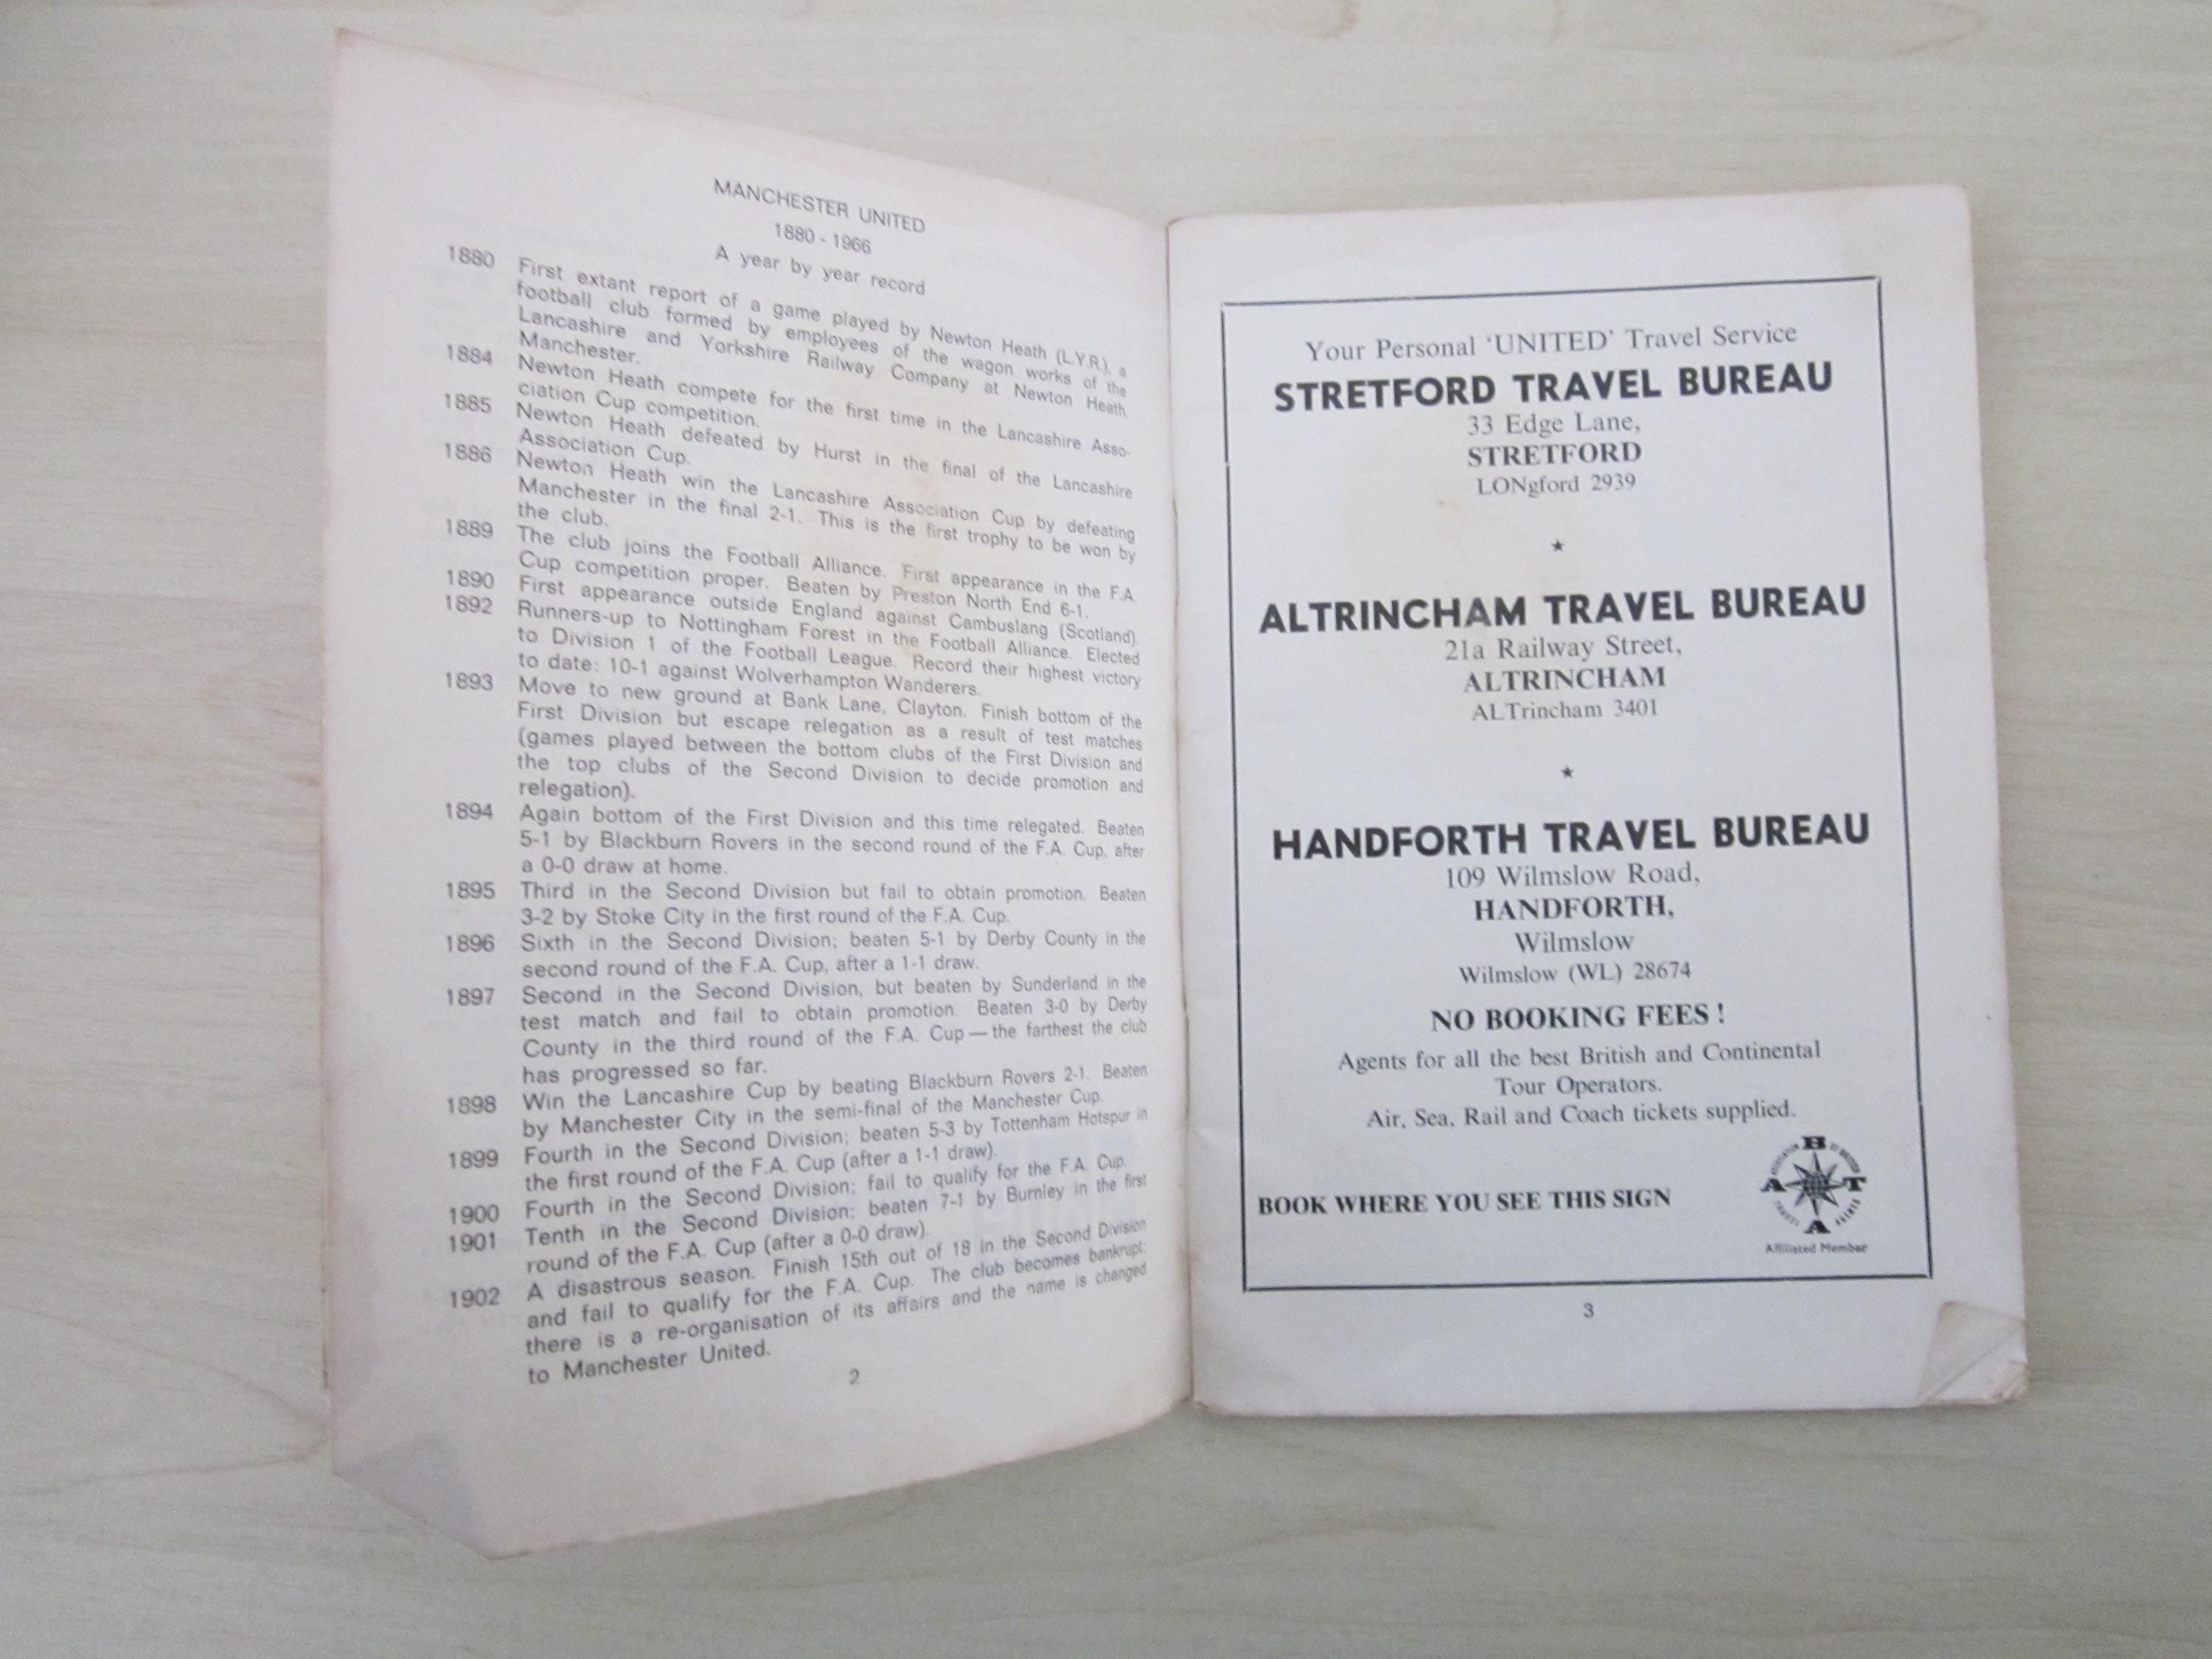 MANCHESTER UNITED
1880 - 1966
A year by year record
1880 First extant report of a game played by Newton Heath (L.Y.R.), a
football club formed by employees of the wagon works of the
Lancashire and Yorkshire Railway Company at Newton Heath,
Manchester.
1884 Newton Heath compete for the first time in the Lancashire Asso-
ciation Cup competition.
1885 Newton Heath defeated by Hurst in the final of the Lancashire
Association Cup.
1886 Newton Heath win the Lancashire Association Cup by defeating
Manchester in the final 2-1. This is the first trophy to be won by
the club.
1889 The club joins the Football Alliance. First appearance in the F.A.
Cup competition proper. Beaten by Preston North End 6-1.
1890 First appearance outside England against Cambuslang (Scotland).
1892 Runners-up to Nottingham Forest in the Football Alliance. Elected
to Division 1 of the Football League. Record their highest victory
to date: 10-1 against Wolverhampton Wanderers.
1893 Move to new ground at Bank Lane, Clayton. Finish bottom of the
First Division but escape relegation as a result of test matches
(games played between the bottom clubs of the First Division and
the top clubs of the Second Division to decide promotion and
relegation).
1894 Again bottom of the First Division and this time relegated. Beaten
5-1 by Blackburn Rovers in the second round of the F.A. Cup, after
a 0-0 draw at home.
1895 Third in the Second Division but fail to obtain promotion. Beaten
3-2 by Stoke City in the first round of the F.A. Cup.
1896 Sixth in the Second Division; beaten 5-1 by Derby County in the
second round of the F.A. Cup, after a 1-1 draw.
1897 Second in the Second Division, but beaten by Sunderland in the
test match and fail to obtain promotion. Beaten 3-0 by Derby
County in the third round of the F.A. Cup — the farthest the club
has progressed so far.
1898 Win the Lancashire Cup by beating Blackburn Rovers 2-1. Beaten
by Manchester City in the semi-final of the Manchester Cup.
1899 Fourth in the Second Division; beaten 5-3 by Tottenham Hotspur in
the first round of the F.A. Cup (after a 1-1 draw).
1900 Fourth in the Second Division; fail to qualify for the F.A. Cup.
1901 Tenth in the Second Division; beaten 7-1 by Burnley in the first
round of the F.A. Cup (after a 0-0 draw).
1902 A disastrous season. Finish 15th out of 18 in the Second Division
and fail to qualify for the F.A. Cup. The club becomes bankrupt:
there is a re-organisation of its affairs and the name is changed
to Manchester United.
2
Your Personal ‘UNITED’ Travel Service
STRETFORD TRAVEL BUREAU
33 Edge Lane,
STRETFORD
LONgford 2939
★
ALTRINCHAM TRAVEL BUREAU
21a Railway Street,
ALTRINCHAM
ALTrincham 3401
★
HANDFORTH TRAVEL BUREAU
109 Wilmslow Road,
HANDFORTH,
Wilmslow
Wilmslow (WL) 28674
NO BOOKING FEES !
Agents for all the best British and Continental
Tour Operators.
Air, Sea, Rail and Coach tickets supplied.
BOOK WHERE YOU SEE THIS SIGN
ASSOCIATION OF BRITISH TRAVEL AGENTS
A B T A
Affiliated Member
3